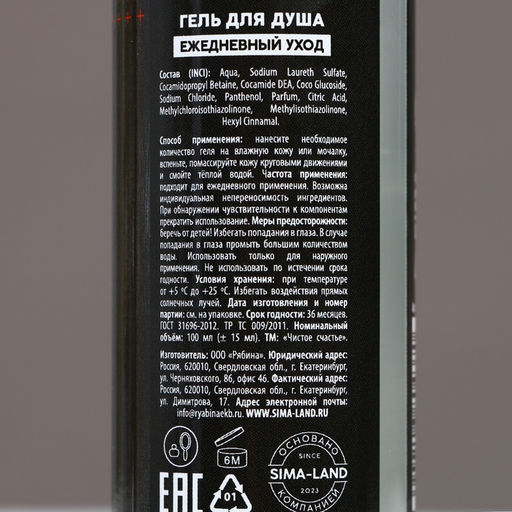 ГЕЛЬ ДЛЯ ДУША
ЕЖЕДНЕВНЫЙ УХОД
Состав (INCI): Aqua, Sodium Laureth Sulfate,
Cocamidopropyl Betaine, Cocamide DEA, Coco Glucoside,
Sodium Chloride, Panthenol, Parfum, Citric Acid,
Methylchloroisothiazolinone, Methylisothiazolinone,
Hexyl Cinnamal.
Способ применения: нанесите необходимое
количество геля на влажную кожу или мочалку,
вспеньте, помассируйте кожу круговыми движениями
и смойте тёплой водой. Частота применения:
подходит для ежедневного применения. Возможна
индивидуальная непереносимость ингредиентов.
При обнаружении чувствительности к компонентам
прекратить использование. Меры предосторожности:
беречь от детей! Избегать попадания в глаза. В случае
попадания в глаза промыть большим количеством
воды. Использовать только для наружного
применения. Не использовать по истечении срока
годности. Условия хранения: при температуре
от +5 °С до +25 °С. Избегать воздействия прямых
солнечных лучей. Дата изготовления и номер
партии: см. на упаковке. Срок годности: 36 месяцев.
ГОСТ 31696-2012. ТР ТС 009/2011. Номинальный
объём: 100 мл (± 15 мл). ТМ: «Чистое счастье».
Изготовитель: ООО «Рябина». Юридический адрес:
Россия, 620050, Свердловская обл., г. Екатеринбург,
ул. Черняховского, 86, офис 46. Фактический адрес:
Россия, 620050, Свердловская обл., г. Екатеринбург,
ул. Димитрова, 17. Адрес электронной почты:
info@ryabinaekb.ru WWW.SIMA-LAND.RU
6М
EAC
01
ОСНОВАНО
SINCE
SIMA-LAND
2023
КОМПАНИЕЙ